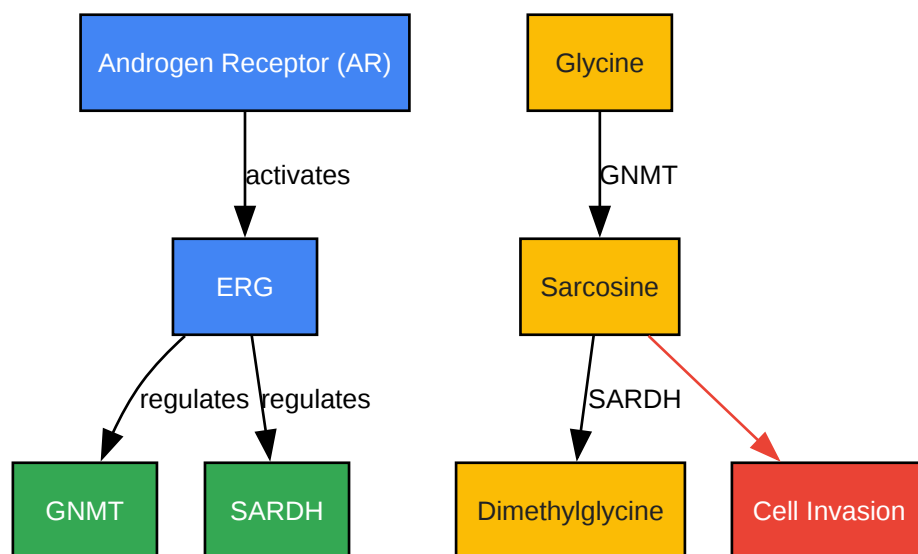 Androgen Receptor (AR)
Glycine
activates
GNMT
ERG
Sarcosine
regulates
regulates
SARDH
GNMT
SARDH
Dimethylglycine
Cell Invasion